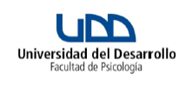 UDD
Universidad del Desarrollo
Facultad de Psicología